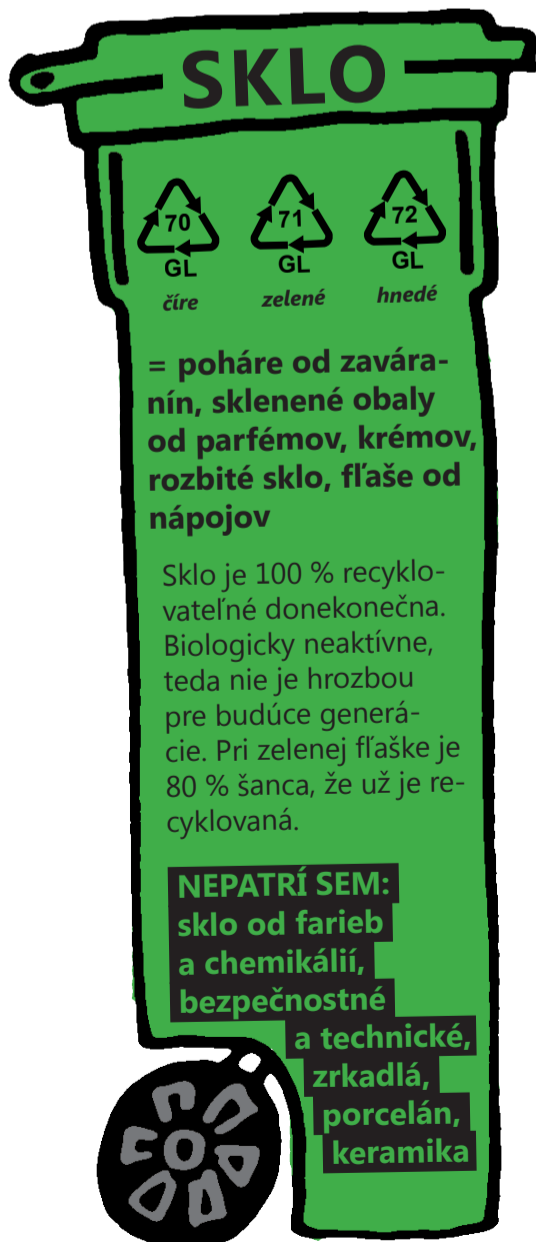 SKLO
70 71 72
GL GL GL
číre zelené hnedé
= poháre od zavára-
nín, sklenené obaly
od parfémov, krémov,
rozbité sklo, fľaše od
nápojov
Sklo je 100 % recyklo-
vateľné donekonečna.
Biologicky neaktívne,
teda nie je hrozbou
pre budúce generá-
cie. Pri zelenej fľaške je
80 % šanca, že už je re-
cyklovaná.
NEPATRÍ SEM:
sklo od farieb
a chemikálií,
bezpečnostné
a technické,
zrkadlá,
porcelán,
keramika